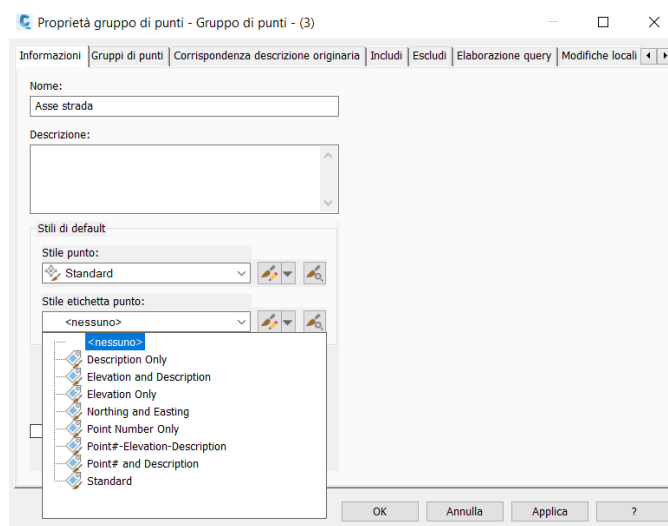 Proprietà gruppo di punti - Gruppo di punti - (3)
Informazioni Gruppi di punti Corrispondenza descrizione originaria Includi Escludi Elaborazione query Modifiche locali
Nome:
Asse strada
Descrizione:
Stili di default
Stile punto:
Standard
Stile etichetta punto:
<nessuno>
<nessuno>
Description Only
Elevation and Description
Elevation Only
Northing and Easting
Point Number Only
Point#-Elevation-Description
Point# and Description
Standard
OK Annulla Applica ?